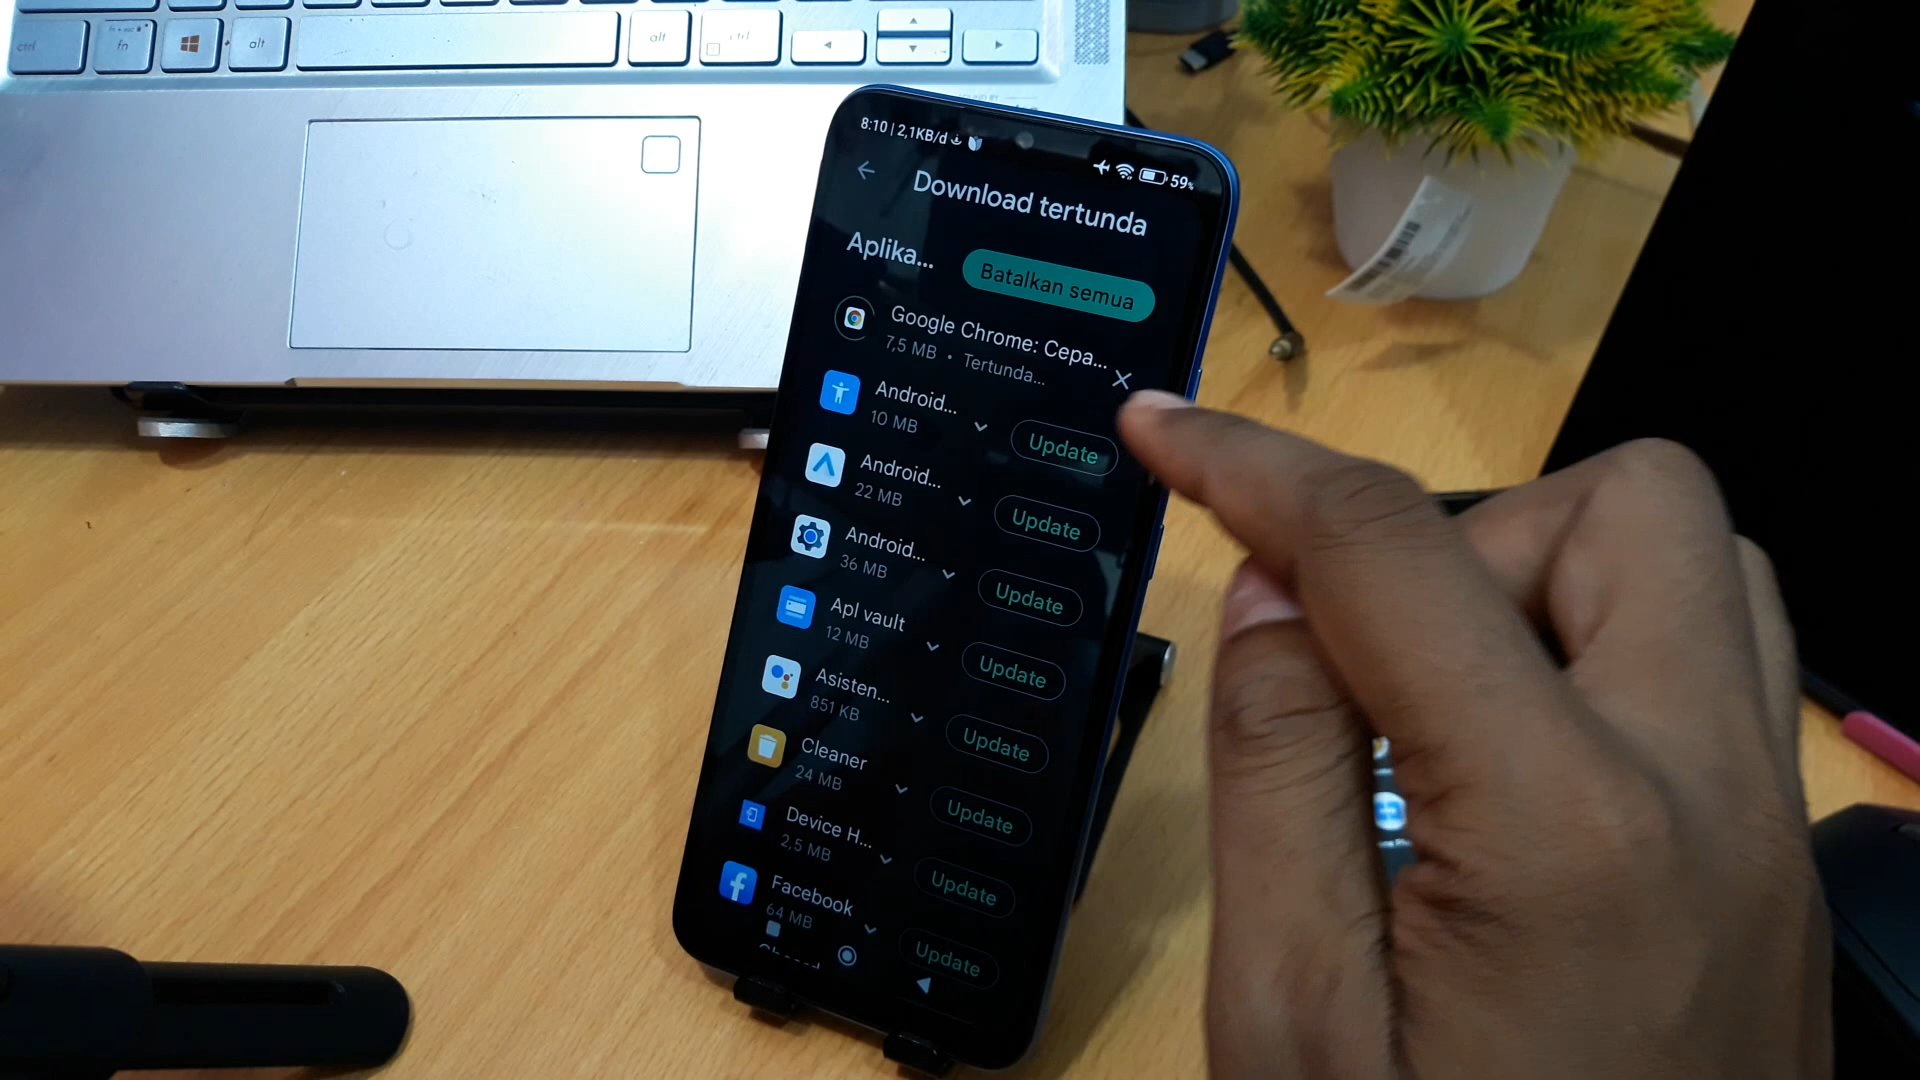 ctrl
fn
alt
alt
ctrl
8:10 | 2,1KB/d
59%
Download tertunda
Aplika...
Batalkan semua
Google Chrome: Cepa...
7,5 MB • Tertunda...
Android...
10 MB
Update
Android...
22 MB
Update
Android...
36 MB
Update
Apl vault
12 MB
Update
Asisten...
851 KB
Update
Cleaner
24 MB
Update
Device H...
2,5 MB
Update
Facebook
64 MB
Update